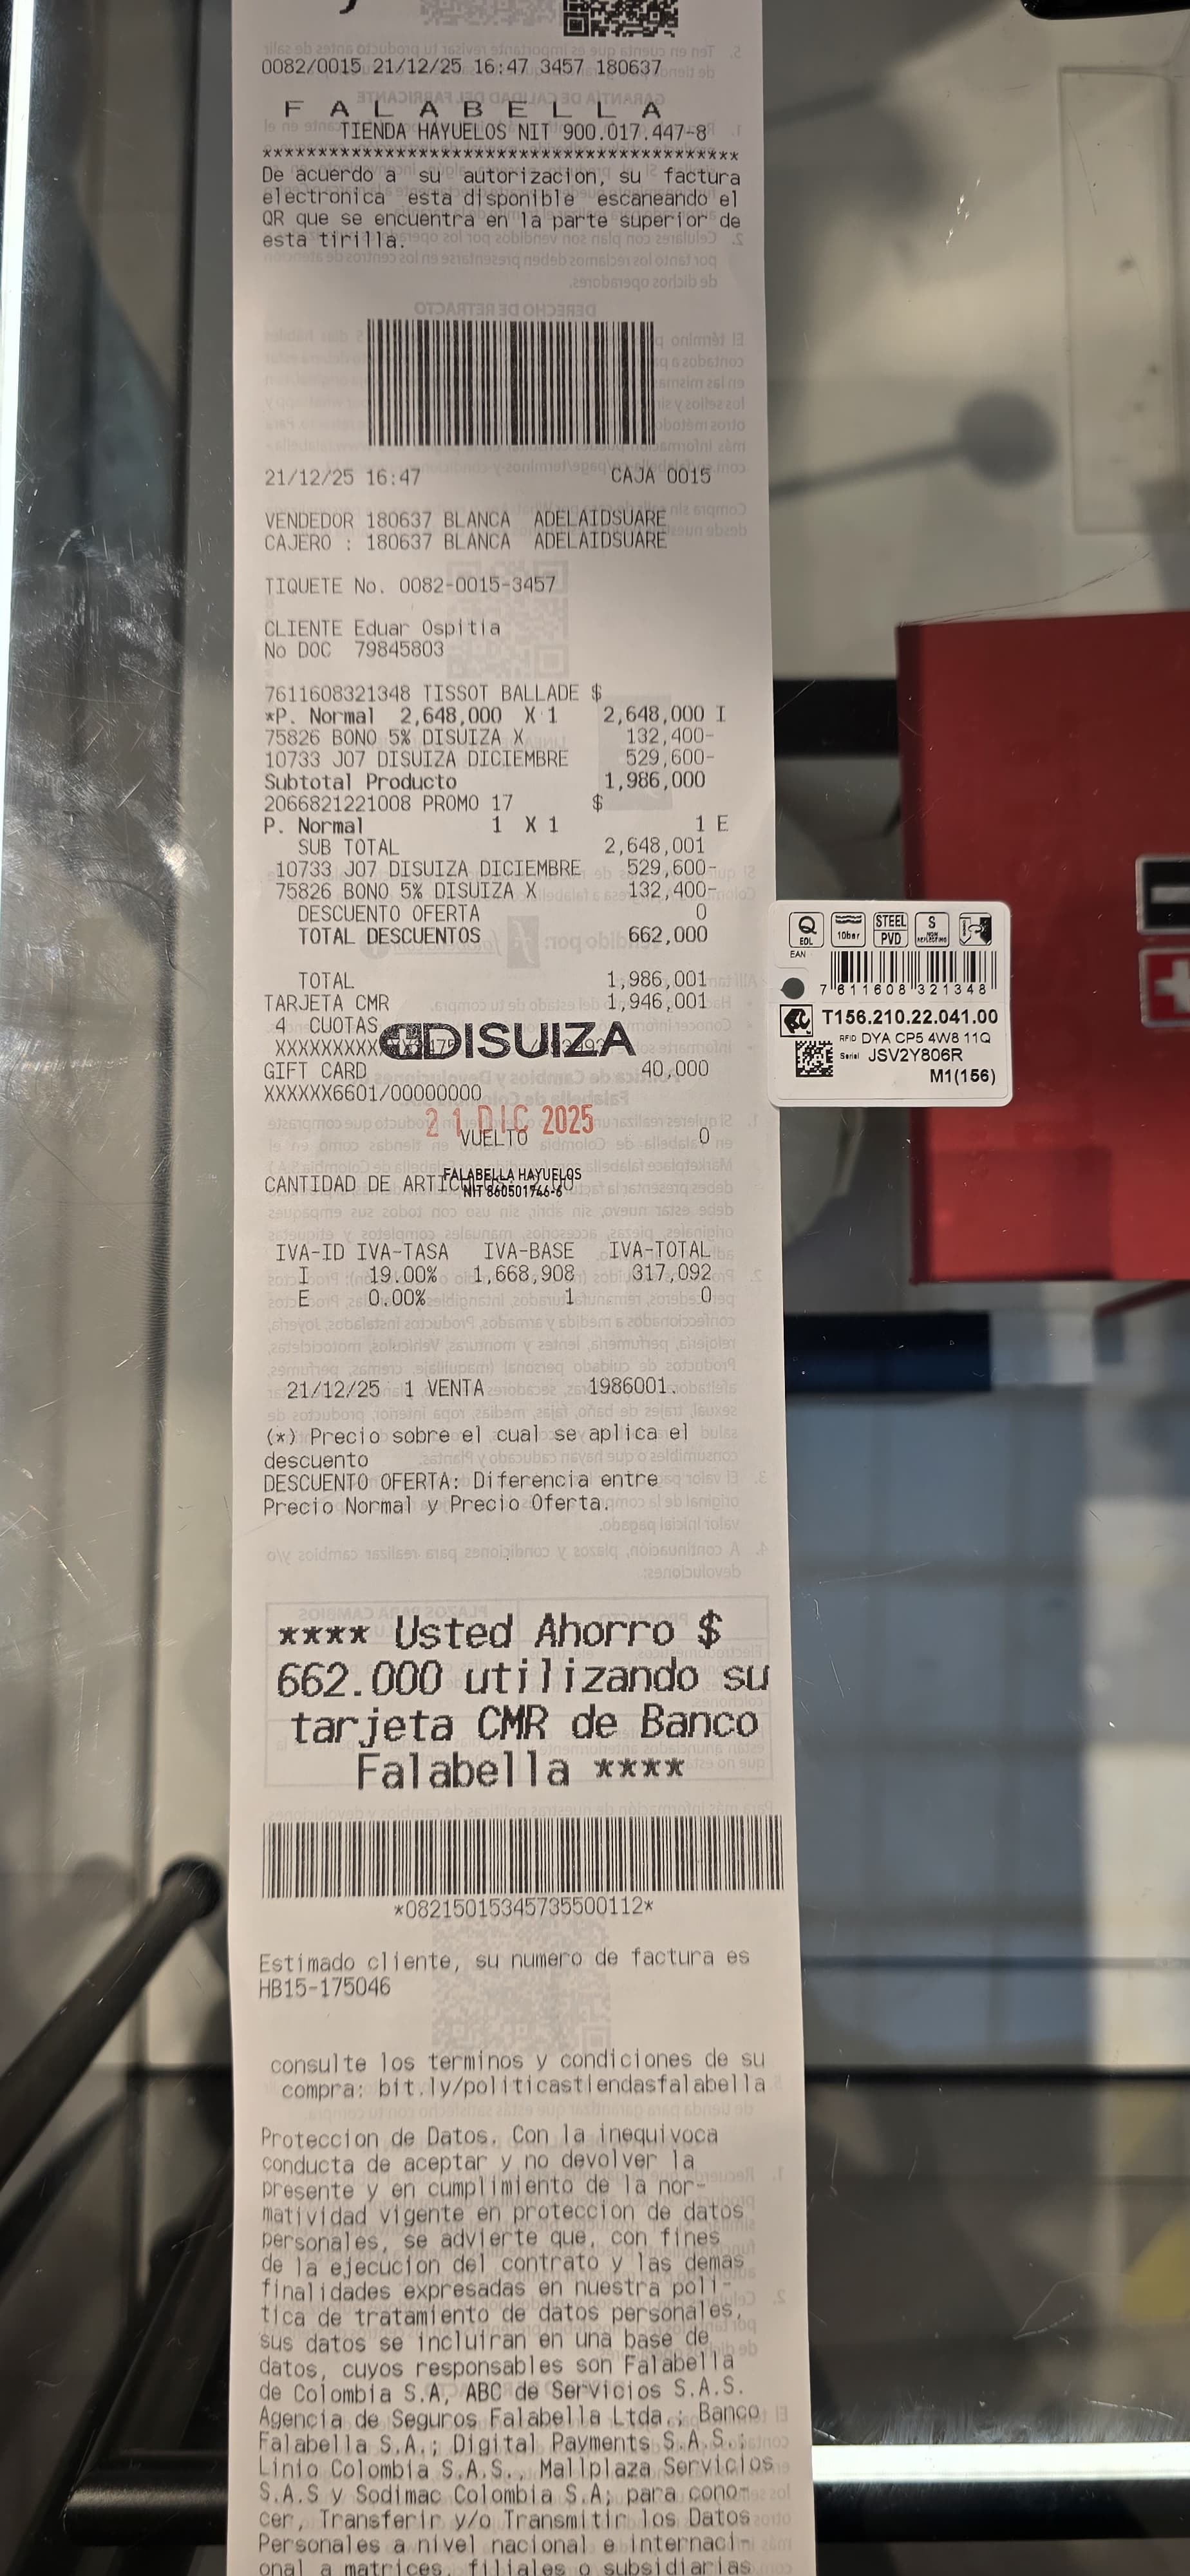 0082/0015 21/12/25 16:47 3457 180637
F A L A B E L L A
TIENDA HAYUELOS NIT 900.017.447-8
****************************************
De acuerdo a su autorizacion, su factura
electronica esta disponible escaneando el
QR que se encuentra en la parte superior de
esta tirilla.
21/12/25 16:47 CAJA 0015
VENDEDOR 180637 BLANCA ADELAIDSUARE
CAJERO : 180637 BLANCA ADELAIDSUARE
TIQUETE No. 0082-0015-3457
CLIENTE Eduar Ospitia
No DOC 79845803
7611608321348 TISSOT BALLADE $
*P. Normal 2,648,000 X 1 2,648,000 I
75826 BONO 5% DISUIZA X 132,400-
10733 J07 DISUIZA DICIEMBRE 529,600-
Subtotal Producto 1,986,000
2066821221008 PROMO 17 $
P. Normal 1 X 1 1 E
SUB TOTAL 2,648,001
10733 J07 DISUIZA DICIEMBRE 529,600-
75826 BONO 5% DISUIZA X 132,400-
DESCUENTO OFERTA 0
TOTAL DESCUENTOS 662,000
TOTAL 1,986,001
TARJETA CMR 1,946,001
4 CUOTAS
XXXXXXXXX
DISUIZA
GIFT CARD 40,000
XXXXXX6601/00000000
21 DIC 2025
VUELTO 0
FALABELLA HAYUELOS
CANTIDAD DE
NIT 860501746-6
IVA-ID IVA-TASA IVA-BASE IVA-TOTAL
I 19.00% 1,668,908 317,092
E 0.00% 1 0
21/12/25 1 VENTA 1986001.
(*) Precio sobre el cual se aplica el
descuento
DESCUENTO OFERTA: Diferencia entre
Precio Normal y Precio Oferta.
**** Usted Ahorro $
662.000 utilizando su
tarjeta CMR de Banco
Falabella ****
*08215015345735500112*
Estimado cliente, su numero de factura es
HB15-175046
consulte los terminos y condiciones de su
compra: bit.ly/politicastiendasfalabella
Proteccion de Datos. Con la inequivoca
conducta de aceptar y no devolver la
presente y en cumplimiento de la nor-
matividad vigente en proteccion de datos
personales, se advierte que, con fines
de la ejecucion del contrato y las demas
finalidades expresadas en nuestra poli-
tica de tratamiento de datos personales,
sus datos se incluiran en una base de
datos, cuyos responsables son Falabella
de Colombia S.A, ABC de Servicios S.A.S.
Agencia de Seguros Falabella Ltda.; Banco
Falabella S.A.; Digital Payments S.A.S.;
Linio Colombia S.A.S., Mallplaza Servicios
S.A.S y Sodimac Colombia S.A; para cono-
cer, Transferir y/o Transmitir los Datos
Personales a nivel nacional e internaci-
onal a matrices, filiales o subsidiarias
Q EOL
10bar
STEEL PVD
S NON REFLECTING
EAN
7 611608 321348
T156.210.22.041.00
RFID DYA CP5 4W8 11Q
Serial JSV2Y806R
M1(156)